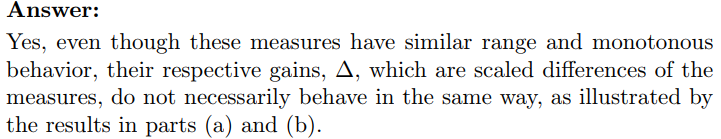 Answer:
Yes, even though these measures have similar range and monotonous
behavior, their respective gains, Δ, which are scaled differences of the
measures, do not necessarily behave in the same way, as illustrated by
the results in parts (a) and (b).